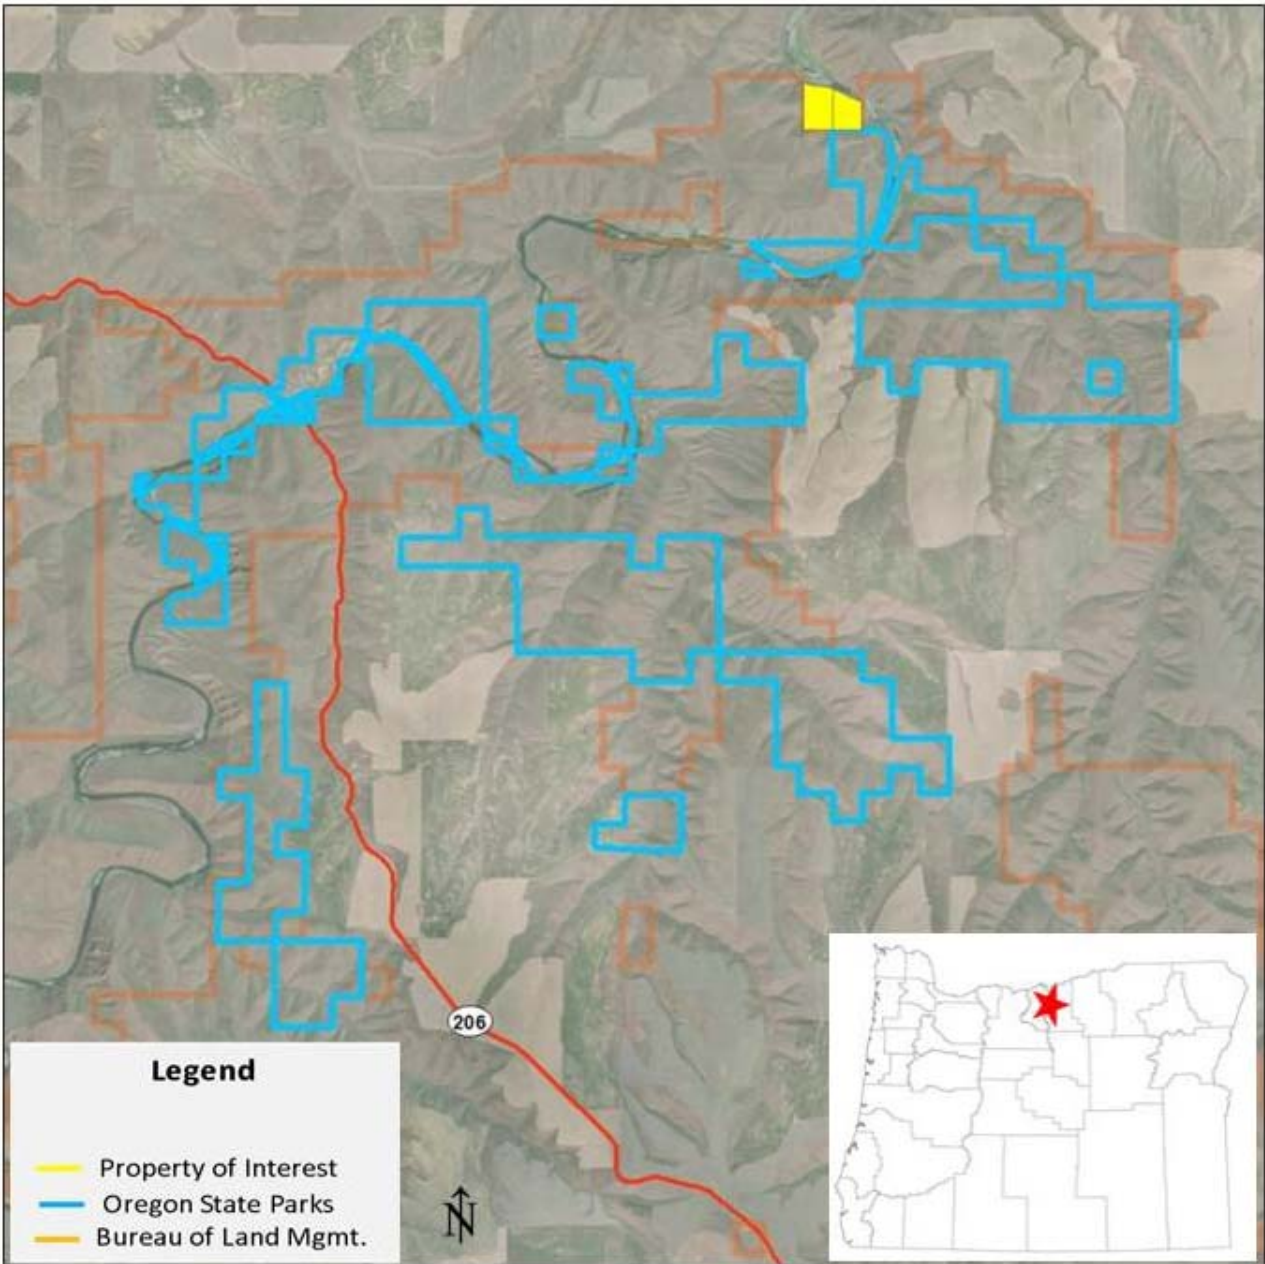 206
Legend
Property of Interest
Oregon State Parks
Bureau of Land Mgmt.
N